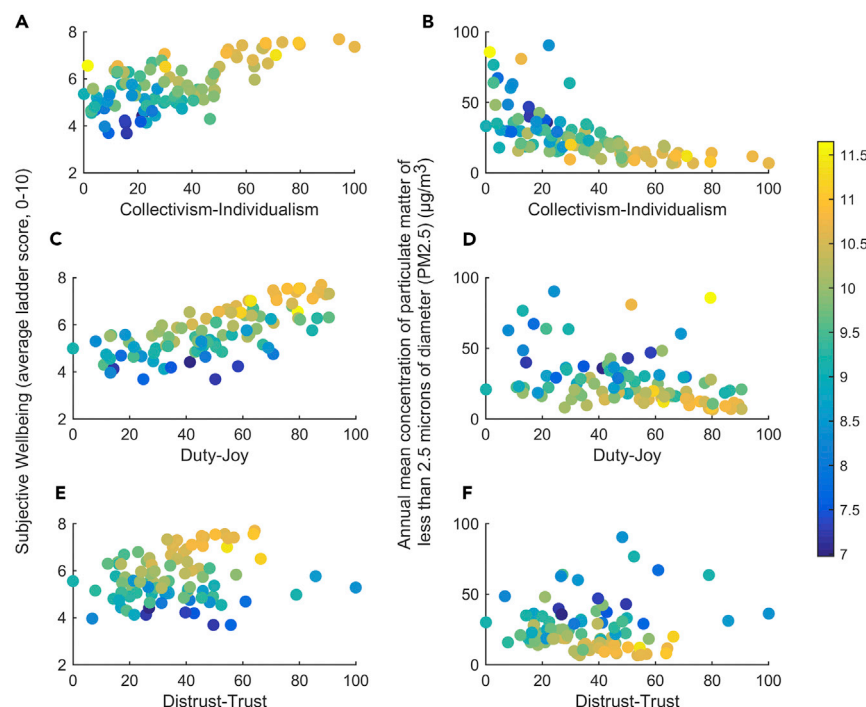 A
B
8
6
4
2
0 20 40 60 80 100
Collectivism-Individualism
100
50
0
0 20 40 60 80 100
Collectivism-Individualism
C
D
8
6
4
2
0 20 40 60 80 100
Duty-Joy
100
50
0
0 20 40 60 80 100
Duty-Joy
E
F
8
6
4
2
0 20 40 60 80 100
Distrust-Trust
100
50
0
0 20 40 60 80 100
Distrust-Trust
Subjective Wellbeing (average ladder score, 0-10)
Annual mean concentration of particulate matter of
less than 2.5 microns of diameter (PM2.5) (µg/m³)
11.5
11
10.5
10
9.5
9
8.5
8
7.5
7